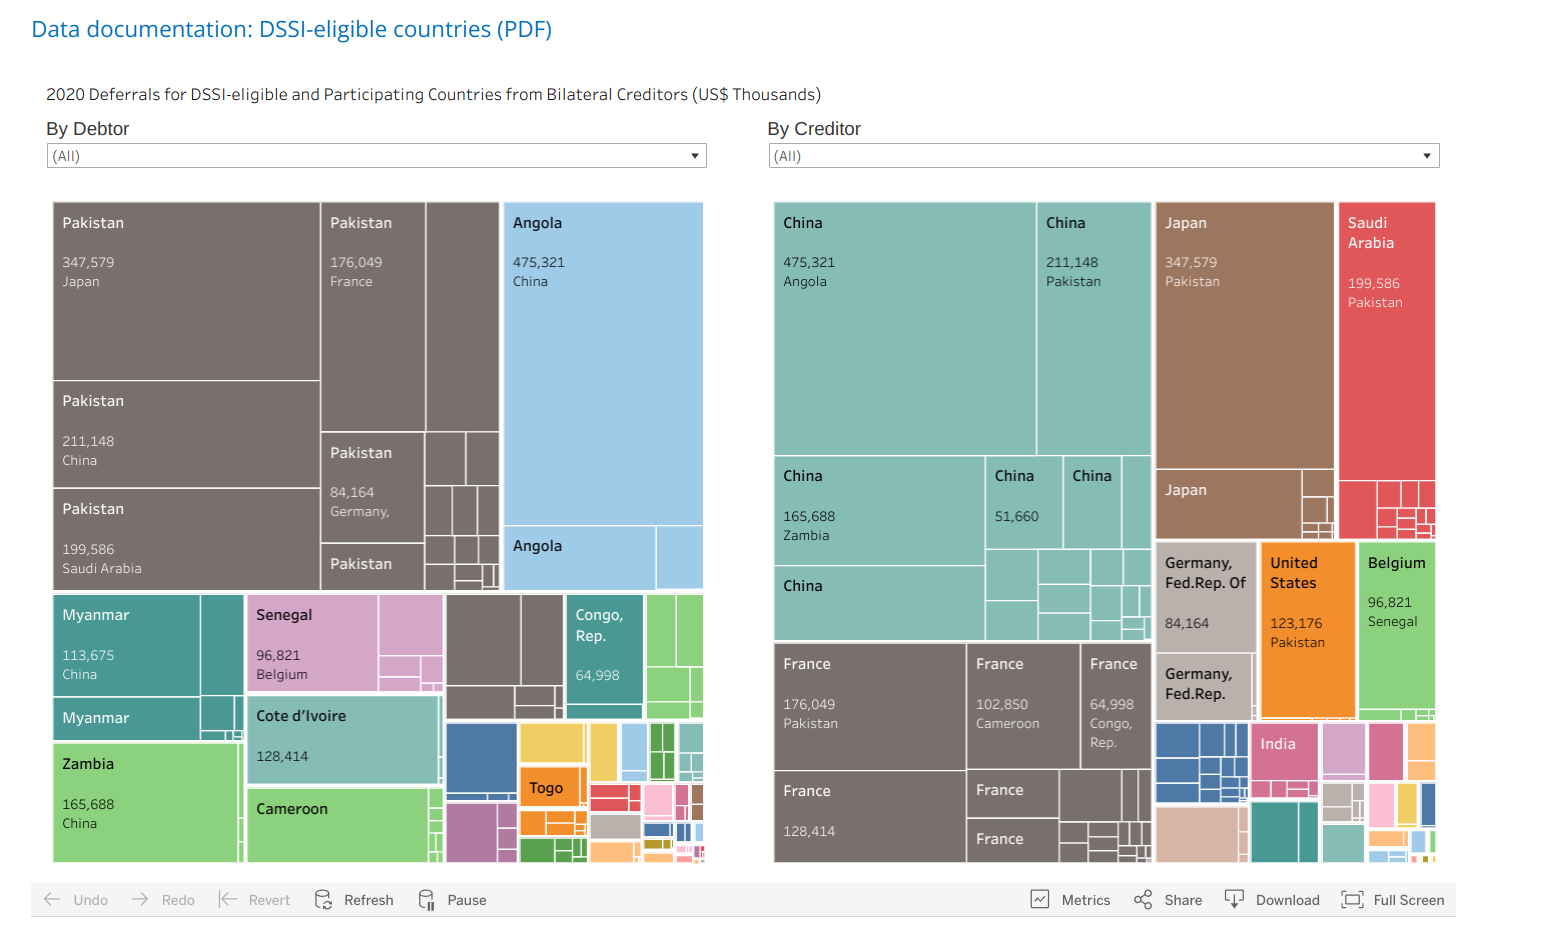 Data documentation: DSSI-eligible countries (PDF)
2020 Deferrals for DSSI-eligible and Participating Countries from Bilateral Creditors (US$ Thousands)
By Debtor
(All)
Pakistan
347,579
Japan
Pakistan
176,049
France
Angola
475,321
China
Pakistan
211,148
China
Pakistan
84,164
Germany,
Pakistan
199,586
Saudi Arabia
Pakistan
Angola
Myanmar
113,675
China
Senegal
96,821
Belgium
Congo,
Rep.
64,998
Myanmar
Cote d'Ivoire
128,414
Zambia
165,688
China
Cameroon
Togo
By Creditor
(All)
China
475,321
Angola
China
211,148
Pakistan
Japan
347,579
Pakistan
Saudi
Arabia
199,586
Pakistan
China
165,688
Zambia
China
51,660
China
Japan
China
Germany,
Fed.Rep. Of
84,164
United
States
123,176
Pakistan
Belgium
96,821
Senegal
Germany,
Fed.Rep.
France
176,049
Pakistan
France
102,850
Cameroon
France
64,998
Congo,
Rep.
India
France
128,414
France
France
Undo
Redo
Revert
Refresh
Pause
Metrics
Share
Download
Full Screen